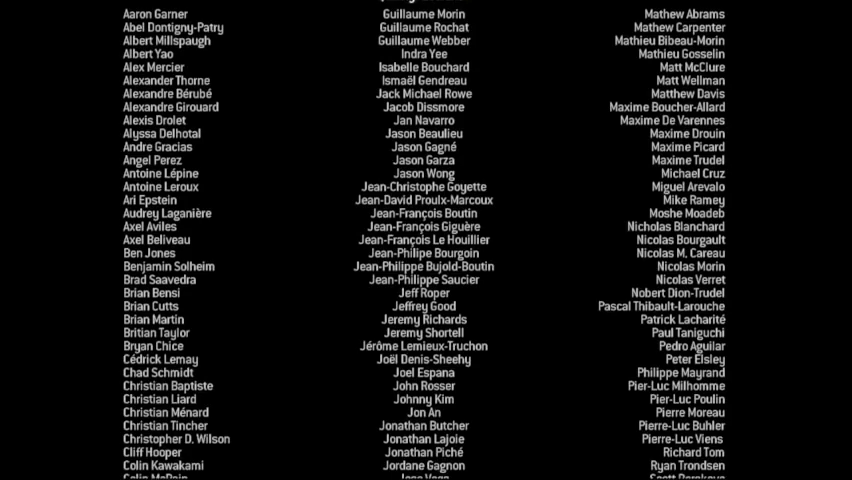 Aaron Garner
Abel Dontigny-Patry
Albert Millspaugh
Albert Yao
Alex Mercier
Alexander Thorne
Alexandre Bérubé
Alexandre Girouard
Alexis Drolet
Alyssa Delhotal
Andre Gracias
Angel Perez
Antoine Lépine
Antoine Leroux
Ari Epstein
Audrey Laganière
Axel Aviles
Axel Beliveau
Ben Jones
Benjamin Solheim
Brad Saavedra
Brian Bensi
Brian Cutts
Brian Martin
Britian Taylor
Bryan Chice
Cédrick Lemay
Chad Schmidt
Christian Baptiste
Christian Liard
Christian Ménard
Christian Tincher
Christopher D. Wilson
Cliff Hooper
Colin Kawakami
Guillaume Morin
Guillaume Rochat
Guillaume Webber
Indra Yee
Isabelle Bouchard
Ismaël Gendreau
Jack Michael Rowe
Jacob Dissmore
Jan Navarro
Jason Beaulieu
Jason Gagné
Jason Garza
Jason Wong
Jean-Christophe Goyette
Jean-David Proulx-Marcoux
Jean-François Boutin
Jean-François Giguère
Jean-François Le Houillier
Jean-Philipe Bourgoin
Jean-Philippe Bujold-Boutin
Jean-Philippe Saucier
Jeff Roper
Jeffrey Good
Jeremy Richards
Jeremy Shortell
Jérôme Lemieux-Truchon
Joël Denis-Sheehy
Joel Espana
John Rosser
Johnny Kim
Jon An
Jonathan Butcher
Jonathan Lajoie
Jonathan Piché
Jordane Gagnon
Mathew Abrams
Mathew Carpenter
Mathieu Bibeau-Morin
Mathieu Gosselin
Matt McClure
Matt Wellman
Matthew Davis
Maxime Boucher-Allard
Maxime De Varennes
Maxime Drouin
Maxime Picard
Maxime Trudel
Michael Cruz
Miguel Arevalo
Mike Ramey
Moshe Moadeb
Nicholas Blanchard
Nicolas Bourgault
Nicolas M. Careau
Nicolas Morin
Nicolas Verret
Nobert Dion-Trudel
Pascal Thibault-Larouche
Patrick Lacharité
Paul Taniguchi
Pedro Aguilar
Peter Elsley
Philippe Mayrand
Pier-Luc Milhomme
Pier-Luc Poulin
Pierre Moreau
Pierre-Luc Buhler
Pierre-Luc Viens
Richard Tom
Ryan Trondsen